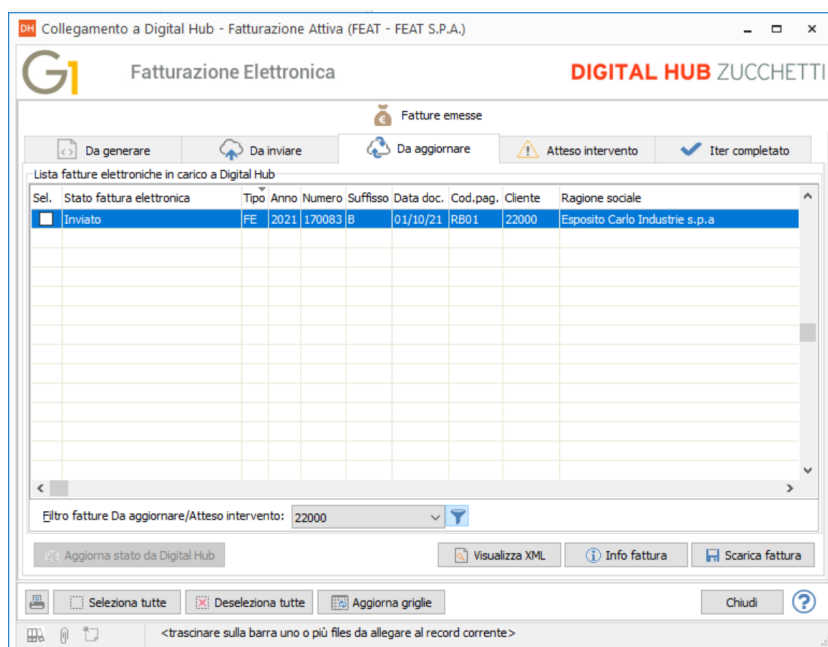 DH Collegamento a Digital Hub - Fatturazione Attiva (FEAT - FEAT S.P.A.)
G1 Fatturazione Elettronica DIGITAL HUB ZUCCHETTI
Fatture emesse
Da generare Da inviare Da aggiornare Atteso intervento Iter completato
Lista fatture elettroniche in carico a Digital Hub
Sel. Stato fattura elettronica Tipo Anno Numero Suffisso Data doc. Cod.pag. Cliente Ragione sociale
Inviato FE 2021 170083 B 01/10/21 RB01 22000 Esposito Carlo Industrie s.p.a
Filtro fatture Da aggiornare/Atteso intervento: 22000
Aggiorna stato da Digital Hub Visualizza XML Info fattura Scarica fattura
Seleziona tutte Deseleziona tutte Aggiorna griglie Chiudi ?
<trascinare sulla barra uno o più files da allegare al record corrente>